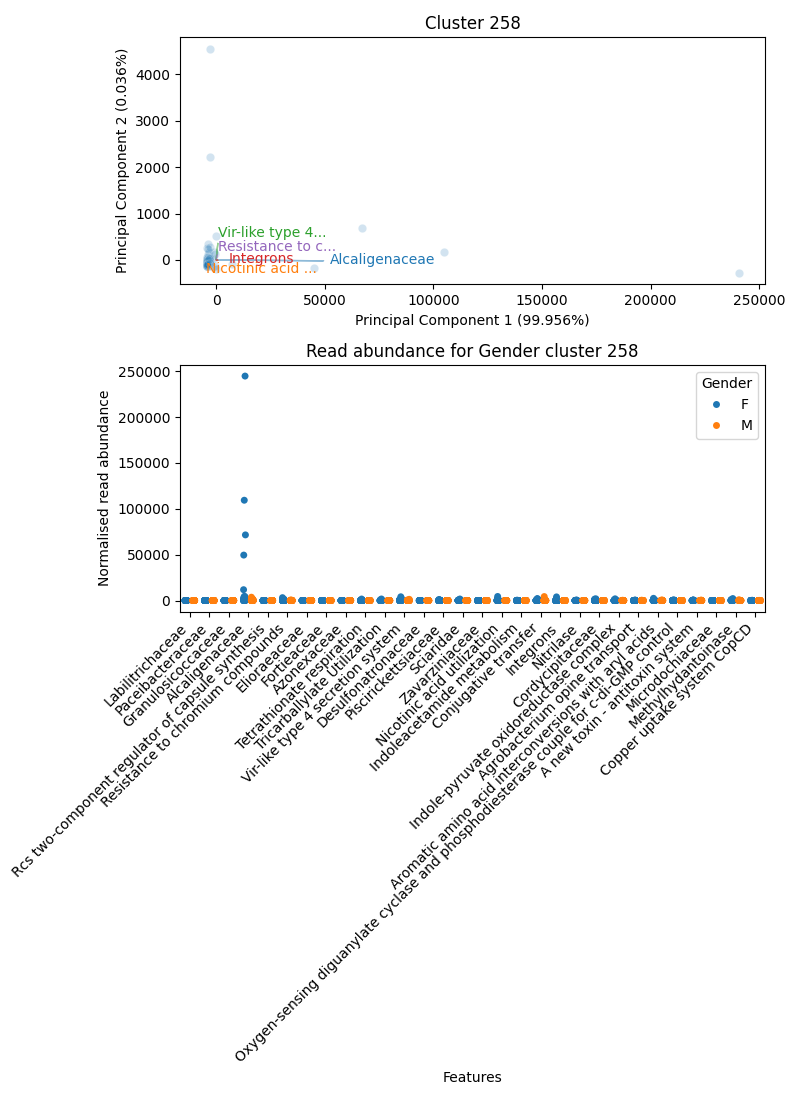 Cluster 258
Principal Component 2 (0.036%)
4000
3000
2000
1000
0
Vir-like type 4...
Resistance to c...
Integrons
Alcaligenaceae
Nicotinic acid ...
0
50000
100000
150000
200000
250000
Principal Component 1 (99.956%)
Read abundance for Gender cluster 258
Normalised read abundance
250000
200000
150000
100000
50000
0
Gender
F
M
Labilitrichaceae
Paceibacteraceae
Granulosicoccaceae
Alcaligenaceae
Rcs two-component regulator of capsule synthesis
Resistance to chromium compounds
Elioraeaceae
Fortieaceae
Azonexaceae
Tetrathionate respiration
Tricarballylate Utilization
Vir-like type 4 secretion system
Desulfonatronaceae
Piscirickettsiaceae
Sciaridae
Zavarziniaceae
Nicotinic acid utilization
Indoleacetamide metabolism
Conjugative transfer
Integrons
Nitrilase
Cordycipitaceae
Indole-pyruvate oxidoreductase complex
Agrobacterium opine transport
Aromatic amino acid interconversions with aryl acids
Oxygen-sensing diguanylate cyclase and phosphodiesterase couple for c-di-GMP control
A new toxin - antitoxin system
Microdochiaceae
Methylhydantoinase
Copper uptake system CopCD
Features